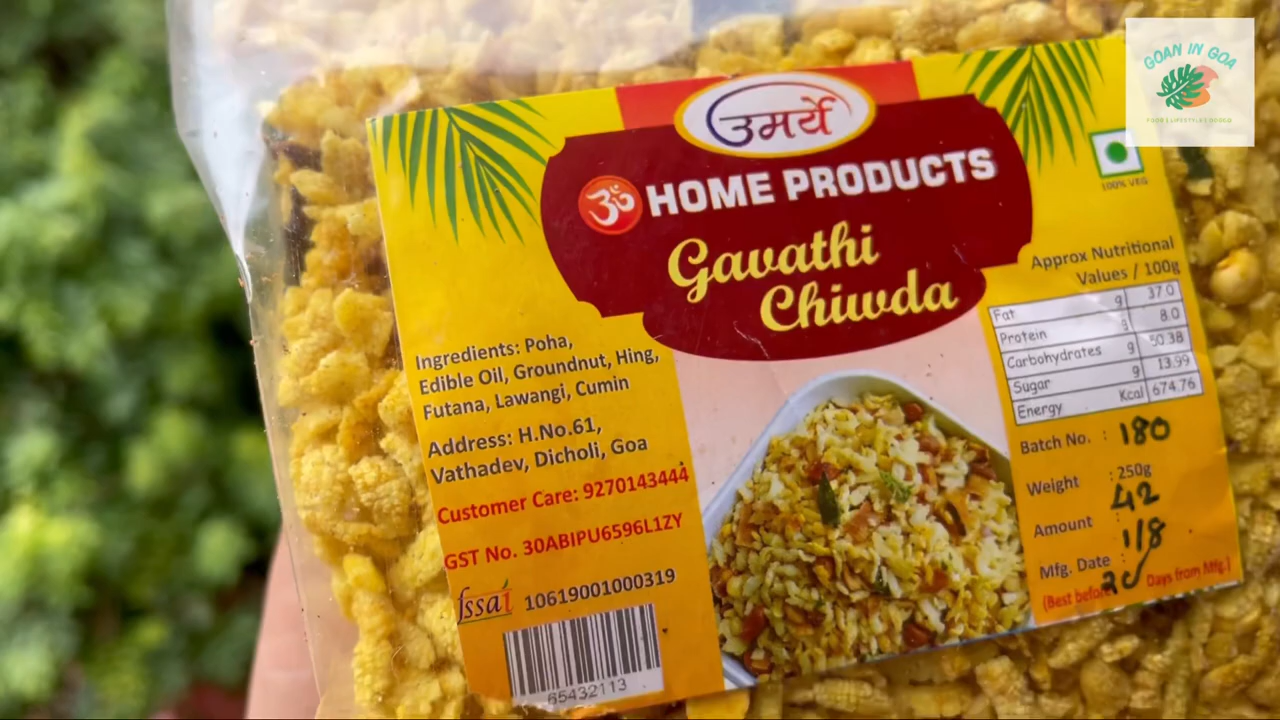 GOAN IN GOA
उमर्ये
ॐ HOME PRODUCTS
Gavathi
Chiwda
100% VEG
Ingredients: Poha,
Edible Oil, Groundnut, Hing,
Futana, Lawangi, Cumin
Address: H.No.61,
Vathadev, Dicholi, Goa
Customer Care: 9270143444
GST No. 30ABIPU6596L1ZY
fssai 10619001000319
65432113
Approx Nutritional
Values / 100g
Fat g 37.0
Protein g 8.0
Carbohydrates g 50.38
Sugar g 13.99
Energy Kcal 674.76
Batch No. : 180
Weight : 250g
Amount : 42
Mfg. Date : 1/8
(Best before 20 Days from Mfg.)